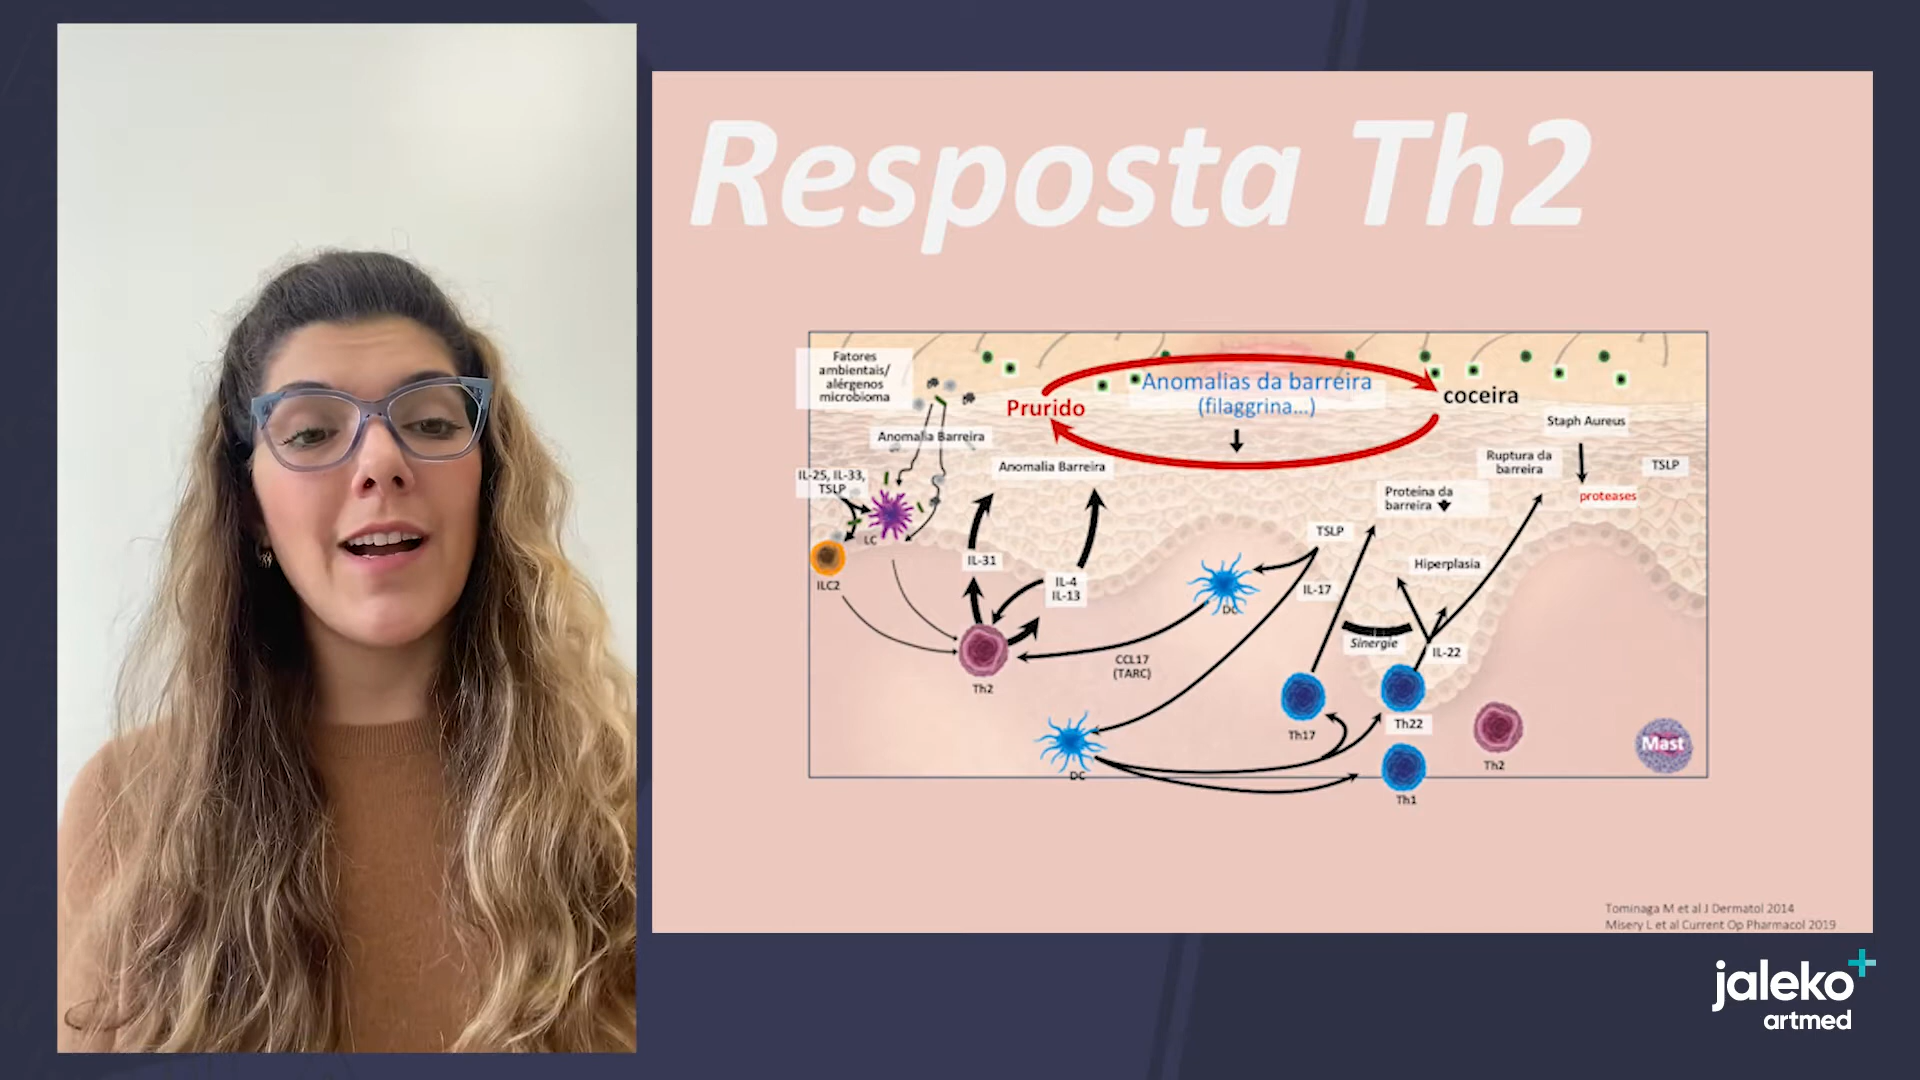 Resposta Th2
Fatores
ambientais/
alérgenos
microbioma
Anomalias da barreira
(filaggrina...)
Prurido
coceira
Staph Aureus
Anomalia Barreira
Anomalia Barreira
Ruptura da
barreira
TSLP
IL-25, IL-33,
TSLP
Proteina da
barreira
proteases
LC
TSLP
IL-31
Hiperplasia
ILC2
IL-4
IL-13
IL-17
DC
Sinergie
IL-22
CCL17
(TARC)
Th2
Th22
Th17
Mast
Th2
DC
Th1
Tominaga M et al J Dermatol 2014
Misery L et al Current Op Pharmacol 2019
jaleko+
artmed